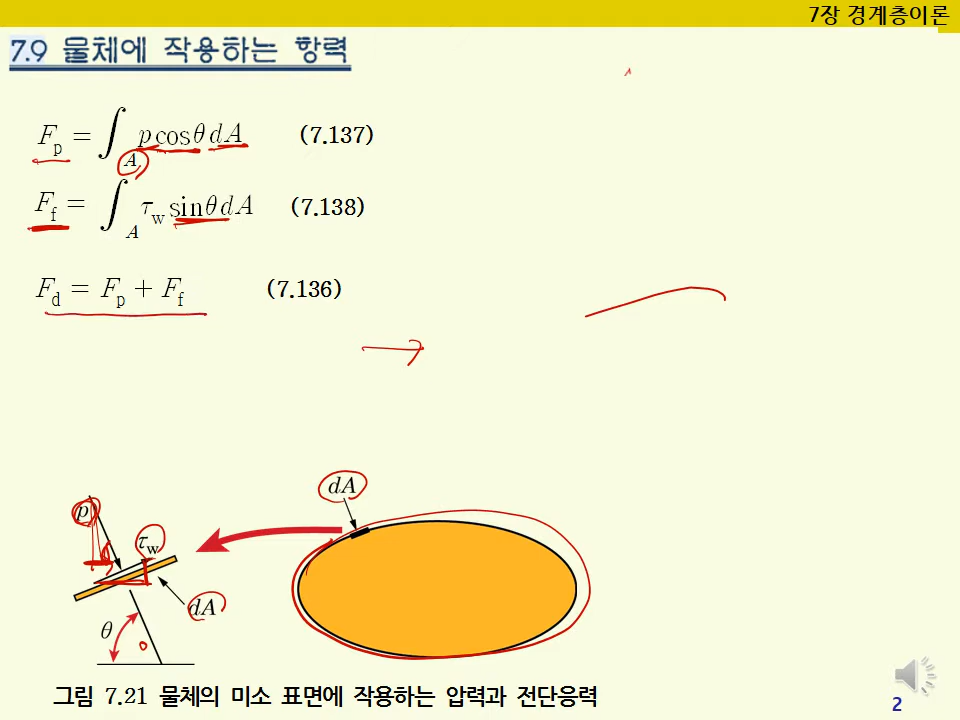 7장 경계층이론
7.9 물체에 작용하는 항력
F_p = ∫_A p cosθ dA (7.137)
F_f = ∫_A τ_w sinθ dA (7.138)
F_d = F_p + F_f (7.136)
dA
p
τ_w
dA
θ
그림 7.21 물체의 미소 표면에 작용하는 압력과 전단응력
2